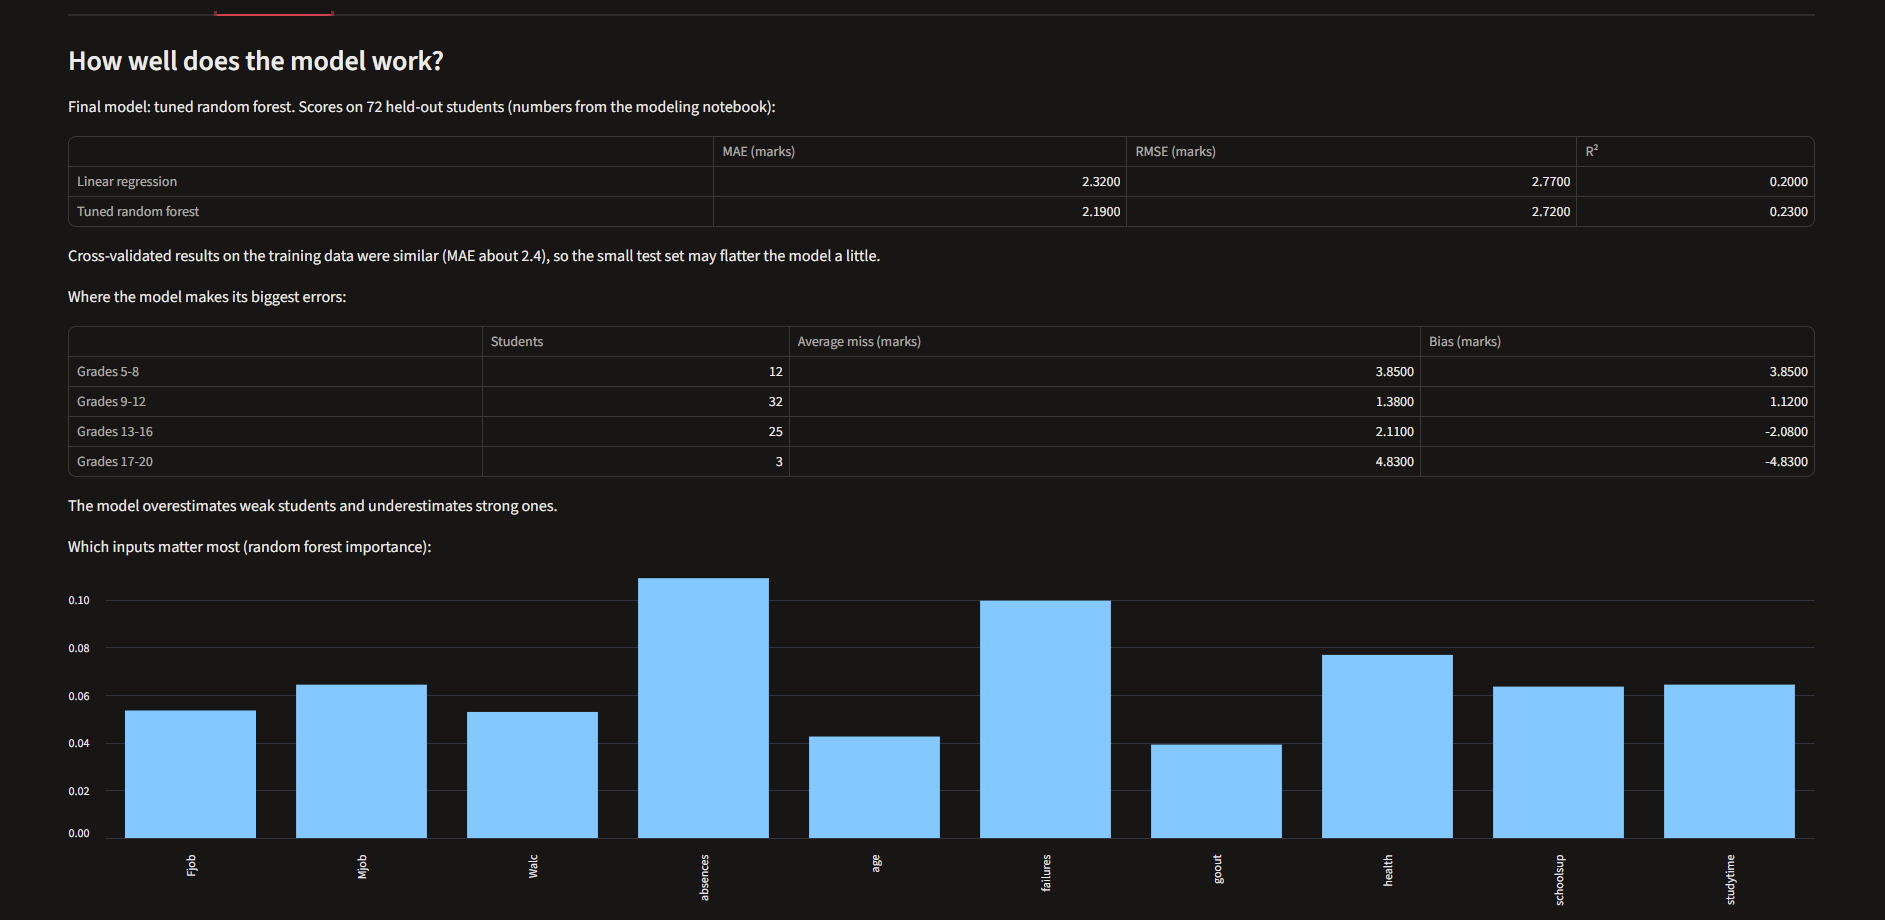 How well does the model work?
Final model: tuned random forest. Scores on 72 held-out students (numbers from the modeling notebook):
MAE (marks) RMSE (marks) R²
Linear regression 2.3200 2.7700 0.2000
Tuned random forest 2.1900 2.7200 0.2300
Cross-validated results on the training data were similar (MAE about 2.4), so the small test set may flatter the model a little.
Where the model makes its biggest errors:
Students Average miss (marks) Bias (marks)
Grades 5-8 12 3.8500 3.8500
Grades 9-12 32 1.3800 1.1200
Grades 13-16 25 2.1100 -2.0800
Grades 17-20 3 4.8300 -4.8300
The model overestimates weak students and underestimates strong ones.
Which inputs matter most (random forest importance):
0.10
0.08
0.06
0.04
0.02
0.00
Fjob Mjob Walc absences age failures goout health schoolsup studytime